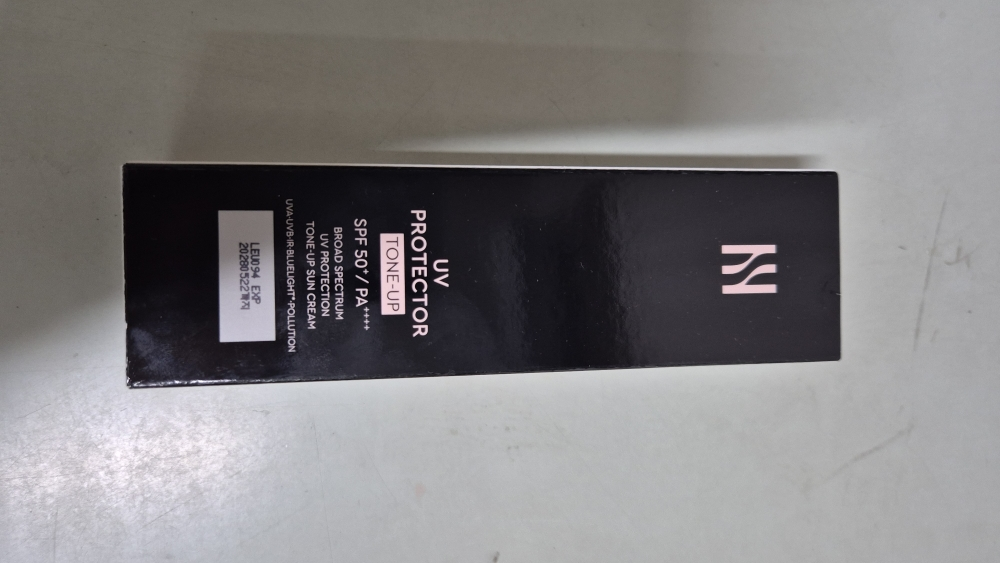 UV
PROTECTOR
TONE-UP
SPF 50+ / PA++++
BROAD SPECTRUM
UV PROTECTION
TONE-UP SUN CREAM
UVA·UVB·IR·BLUELIGHT*·POLLUTION
LEU094 EXP
20280522까지